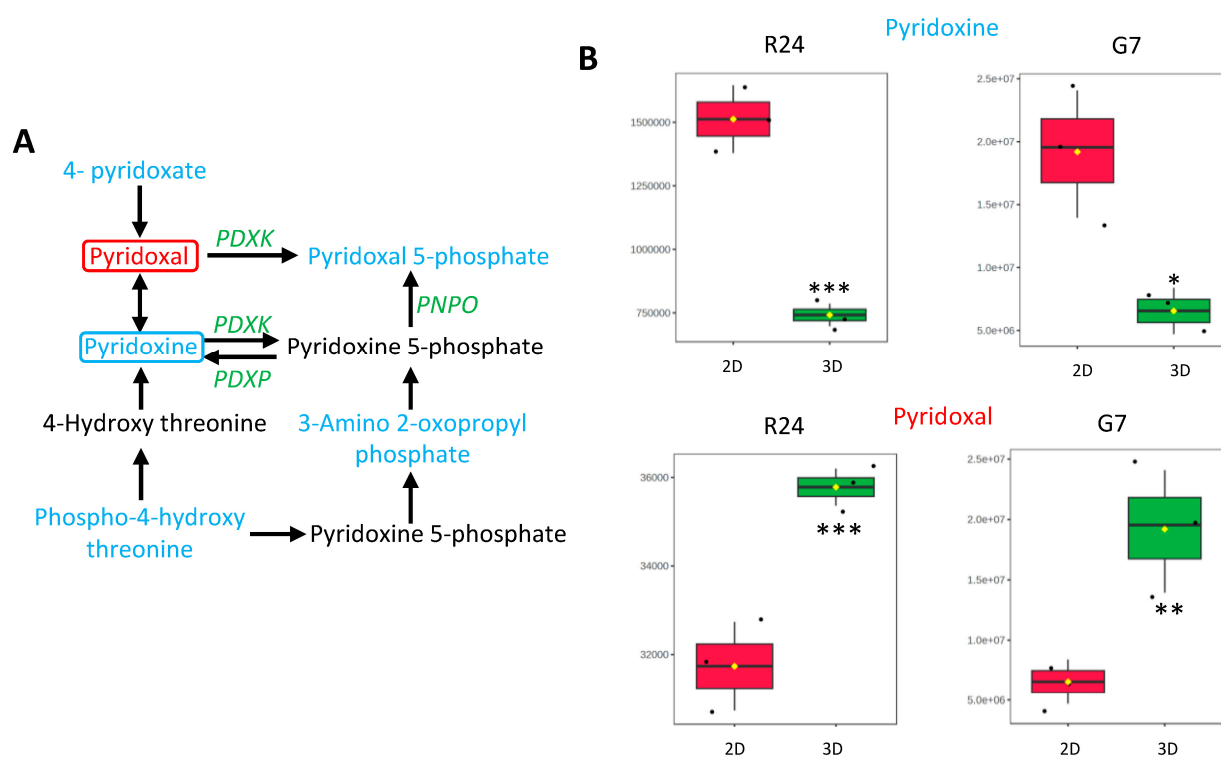 A
4- pyridoxate
Pyridoxal
PDXK
Pyridoxal 5-phosphate
PNPO
Pyridoxine
PDXK
Pyridoxine 5-phosphate
PDXP
4-Hydroxy threonine
3-Amino 2-oxopropyl
phosphate
Phospho-4-hydroxy
threonine
Pyridoxine 5-phosphate
B
Pyridoxine
R24
1500000
1250000
1000000
750000
***
2D
3D
G7
2.5e+07
2.0e+07
1.5e+07
1.0e+07
5.0e+06
*
2D
3D
Pyridoxal
R24
36000
34000
32000
***
2D
3D
G7
2.5e+07
2.0e+07
1.5e+07
1.0e+07
5.0e+06
**
2D
3D